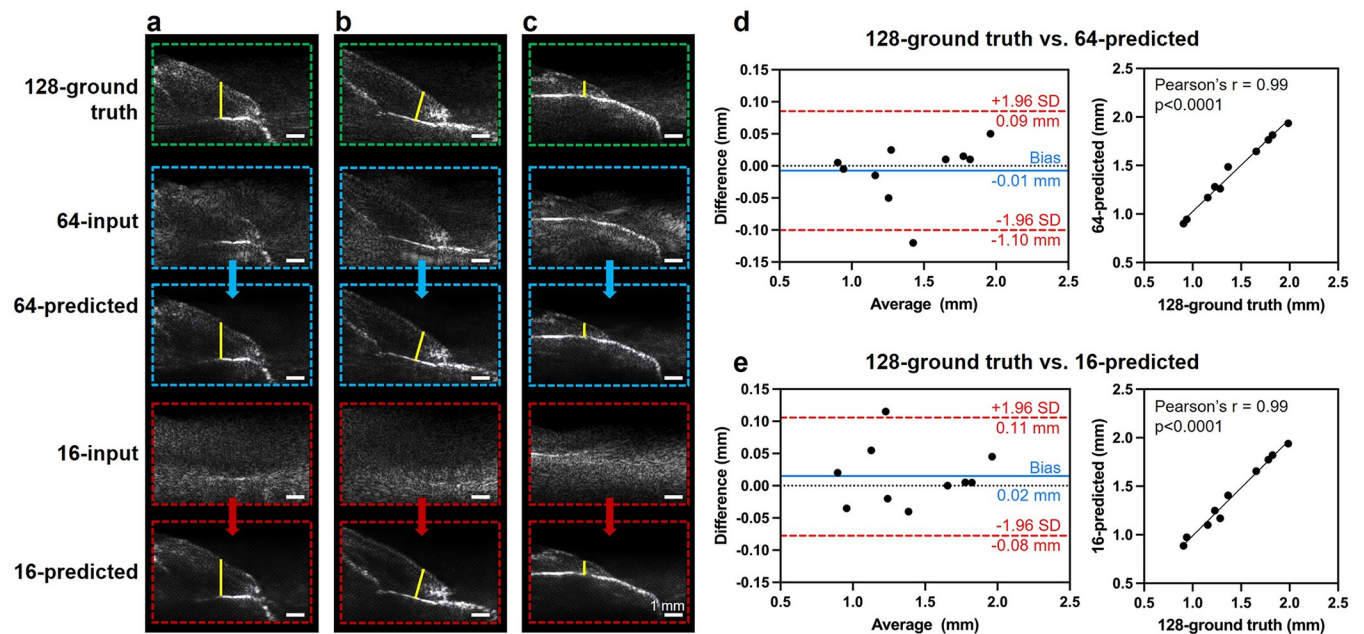 a
b
c
128-ground
truth
64-input
64-predicted
16-input
16-predicted
1 mm
d
128-ground truth vs. 64-predicted
Difference (mm)
0.15
0.10
0.05
0.00
-0.05
-0.10
-0.15
+1.96 SD
0.09 mm
Bias
-0.01 mm
-1.96 SD
-1.10 mm
0.5
1.0
1.5
2.0
2.5
Average (mm)
64-predicted (mm)
2.5
2.0
1.5
1.0
0.5
Pearson's r = 0.99
p<0.0001
0.5
1.0
1.5
2.0
2.5
128-ground truth (mm)
e
128-ground truth vs. 16-predicted
Difference (mm)
0.15
0.10
0.05
0.00
-0.05
-0.10
-0.15
+1.96 SD
0.11 mm
Bias
0.02 mm
-1.96 SD
-0.08 mm
0.5
1.0
1.5
2.0
2.5
Average (mm)
16-predicted (mm)
2.5
2.0
1.5
1.0
0.5
Pearson's r = 0.99
p<0.0001
0.5
1.0
1.5
2.0
2.5
128-ground truth (mm)